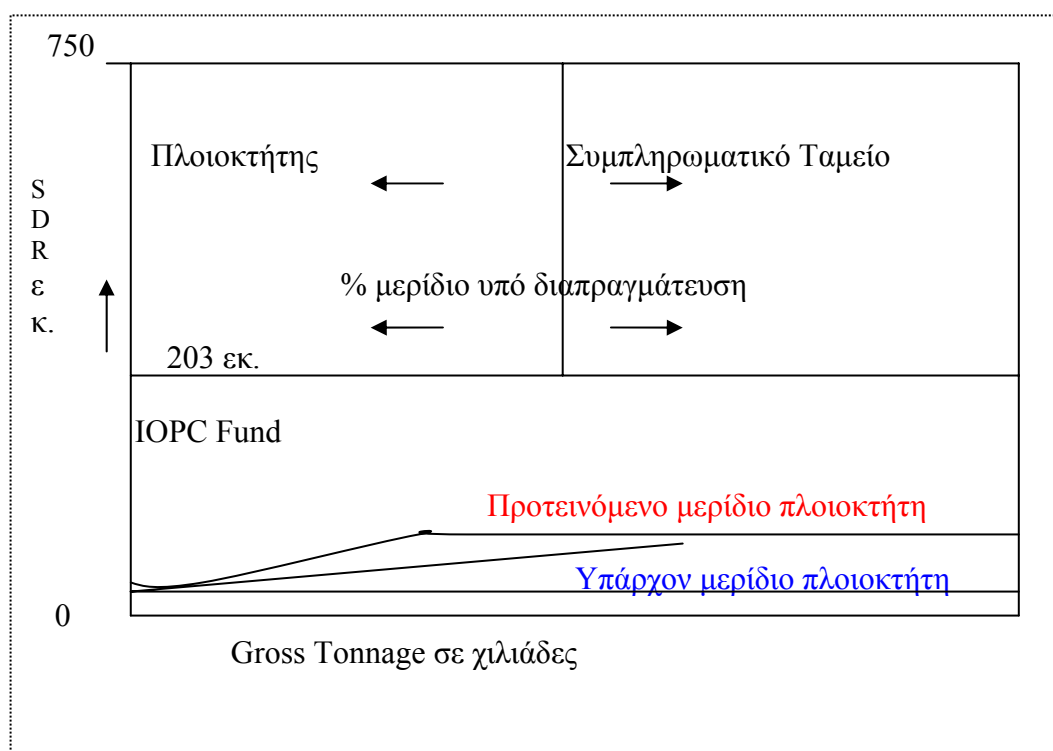 750
Πλοιοκτήτης
Συμπληρωματικό Ταμείο
S
D
R
ε
κ.
% μερίδιο υπό διαπραγμάτευση
203 εκ.
IOPC Fund
Προτεινόμενο μερίδιο πλοιοκτήτη
Υπάρχον μερίδιο πλοιοκτήτη
0
Gross Tonnage σε χιλιάδες